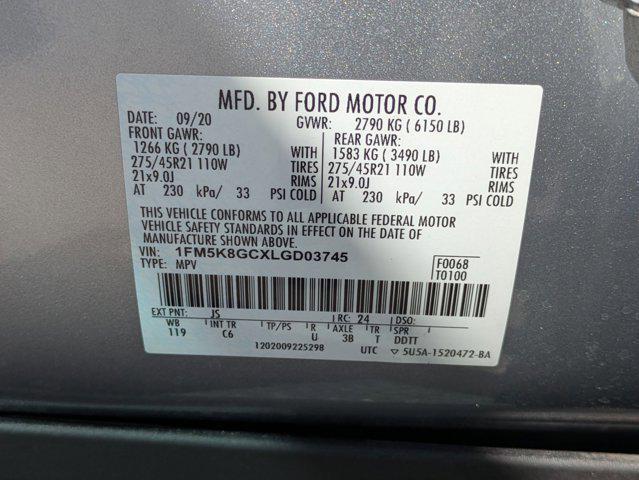 MFD. BY FORD MOTOR CO.
DATE: 09/20 GVWR: 2790 KG ( 6150 LB)
FRONT GAWR: REAR GAWR:
1266 KG ( 2790 LB) WITH 1583 KG ( 3490 LB) WITH
275/45R21 110W TIRES 275/45R21 110W TIRES
21x9.0J RIMS 21x9.0J RIMS
AT 230 kPa/ 33 PSI COLD AT 230 kPa/ 33 PSI COLD
THIS VEHICLE CONFORMS TO ALL APPLICABLE FEDERAL MOTOR
VEHICLE SAFETY STANDARDS IN EFFECT ON THE DATE OF
MANUFACTURE SHOWN ABOVE.
VIN: 1FM5K8GCXLGD03745 F0068
TYPE: MPV T0100
EXT PNT: JS RC: 24 DSO:
WB INT TR TP/PS R AXLE TR SPR
119 C6 U 3B T DDTT
1202009225298 UTC ▽ 5U5A-1520472-BA